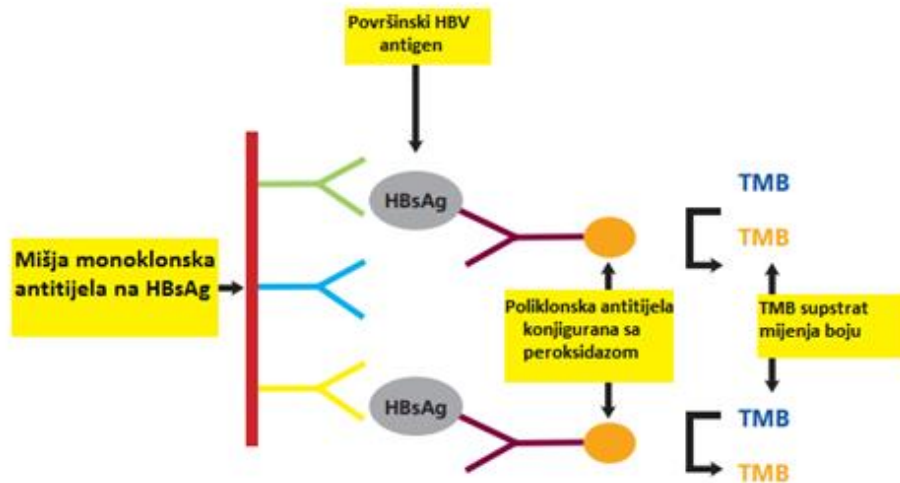 Površinski HBV
antigen
HBsAg
TMB
TMB
Mišja monoklonska
antitijela na HBsAg
Poliklonska antitijela
konjigurana sa
peroksidazom
TMB supstrat
mijenja boju
HBsAg
TMB
TMB